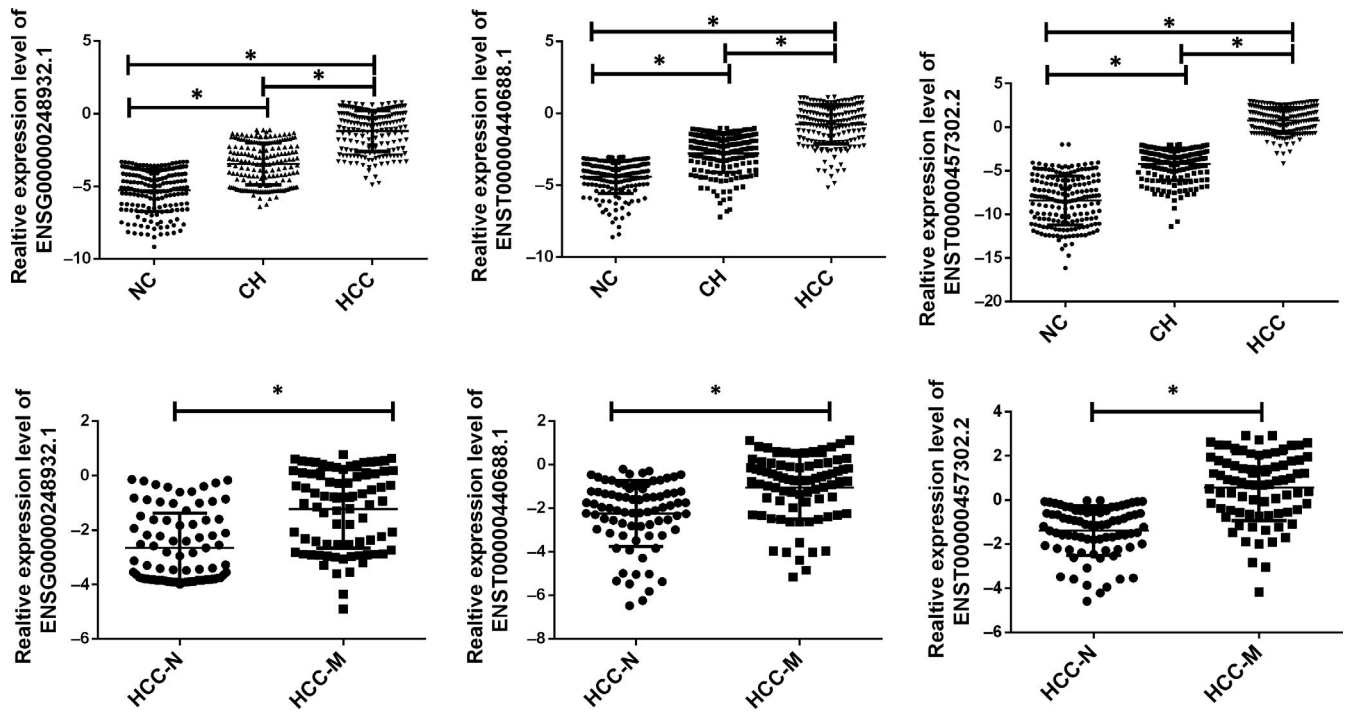 Realtive expression level of
ENSG00000248932.1
5
0
–5
–10
*
*
*
NC
CH
HCC
Realtive expression level of
ENST00000440688.1
5
0
–5
–10
*
*
*
NC
CH
HCC
Realtive expression level of
ENST00000457302.2
5
0
–5
–10
–15
–20
*
*
*
NC
CH
HCC
Realtive expression level of
ENSG00000248932.1
2
0
–2
–4
–6
*
HCC-N
HCC-M
Realtive expression level of
ENST00000440688.1
2
0
–2
–4
–6
–8
*
HCC-N
HCC-M
Realtive expression level of
ENST00000457302.2
4
2
0
–2
–4
–6
*
HCC-N
HCC-M